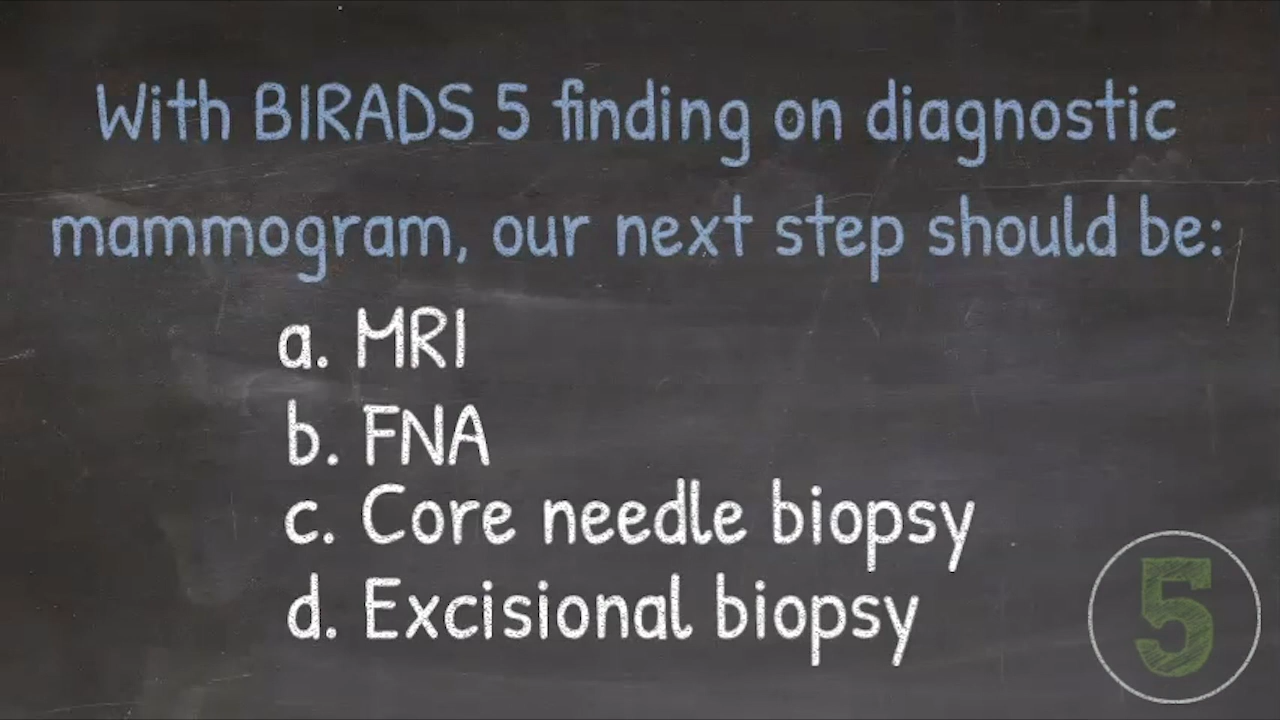 With BIRADS 5 finding on diagnostic
mammogram, our next step should be:
a. MRI
b. FNA
c. Core needle biopsy
d. Excisional biopsy
5